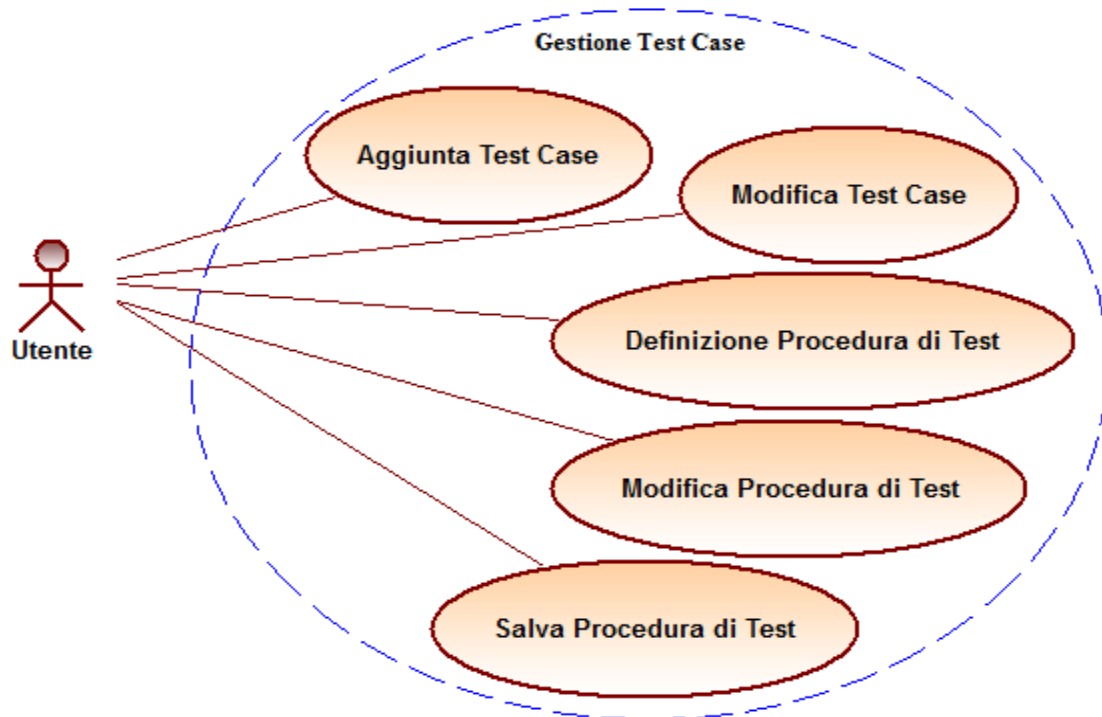 Gestione Test Case
Aggiunta Test Case
Modifica Test Case
Definizione Procedura di Test
Utente
Modifica Procedura di Test
Salva Procedura di Test